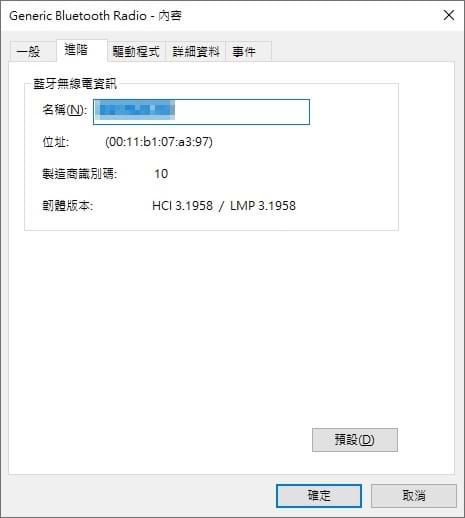 Generic Bluetooth Radio - 內容
一般 進階 驅動程式 詳細資料 事件
藍牙無線電資訊
名稱(N):
位址: (00:11:b1:07:a3:97)
製造商識別碼: 10
韌體版本: HCI 3.1958 / LMP 3.1958
預設(D)
確定 取消